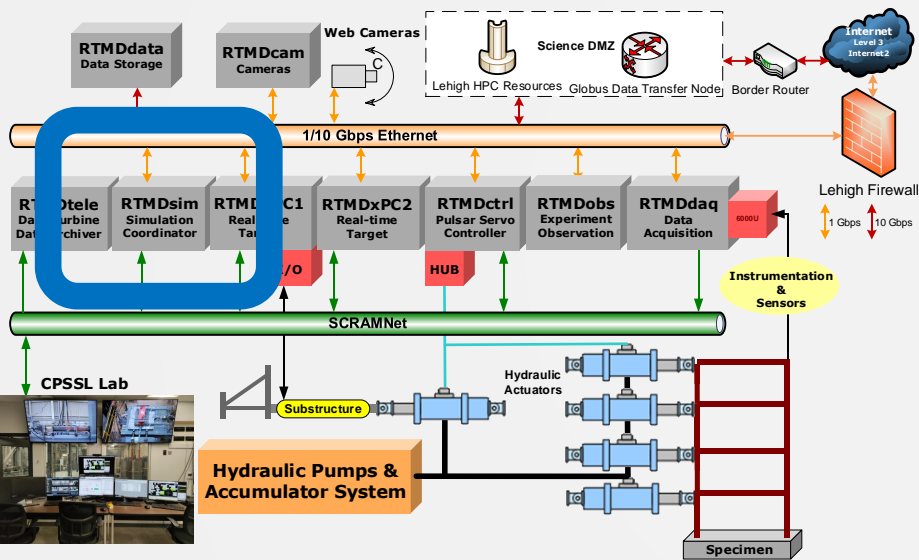 RTMDdata
Data Storage
RTMDcam
Cameras
Web Cameras
C
Science DMZ
Lehigh HPC Resources
Globus Data Transfer Node
Border Router
Internet
Level 3
Internet2
1/10 Gbps Ethernet
Lehigh Firewall
1 Gbps
10 Gbps
RTMDsim
Simulation
Coordinator
RTMDxPC2
Real-time
Target
RTMDctrl
Pulsar Servo
Controller
RTMDobs
Experiment
Observation
RTMDdaq
Data
Acquisition
6000U
/O
HUB
Instrumentation
&
Sensors
SCRAMNet
CPSSL Lab
Substructure
Hydraulic
Actuators
Hydraulic Pumps &
Accumulator System
Specimen